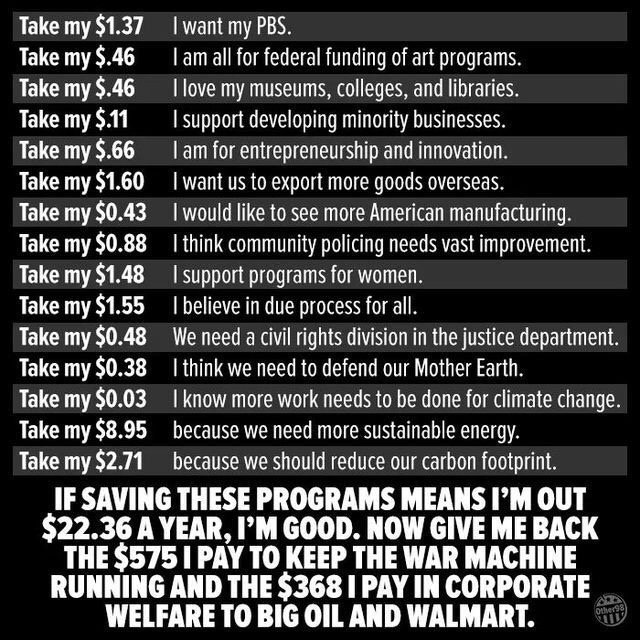 Take my $1.37 I want my PBS.
Take my $.46 I am all for federal funding of art programs.
Take my $.46 I love my museums, colleges, and libraries.
Take my $.11 I support developing minority businesses.
Take my $.66 I am for entrepreneurship and innovation.
Take my $1.60 I want us to export more goods overseas.
Take my $0.43 I would like to see more American manufacturing.
Take my $0.88 I think community policing needs vast improvement.
Take my $1.48 I support programs for women.
Take my $1.55 I believe in due process for all.
Take my $0.48 We need a civil rights division in the justice department.
Take my $0.38 I think we need to defend our Mother Earth.
Take my $0.03 I know more work needs to be done for climate change.
Take my $8.95 because we need more sustainable energy.
Take my $2.71 because we should reduce our carbon footprint.
IF SAVING THESE PROGRAMS MEANS I'M OUT
$22.36 A YEAR, I'M GOOD. NOW GIVE ME BACK
THE $575 I PAY TO KEEP THE WAR MACHINE
RUNNING AND THE $368 I PAY IN CORPORATE
WELFARE TO BIG OIL AND WALMART.
Other98